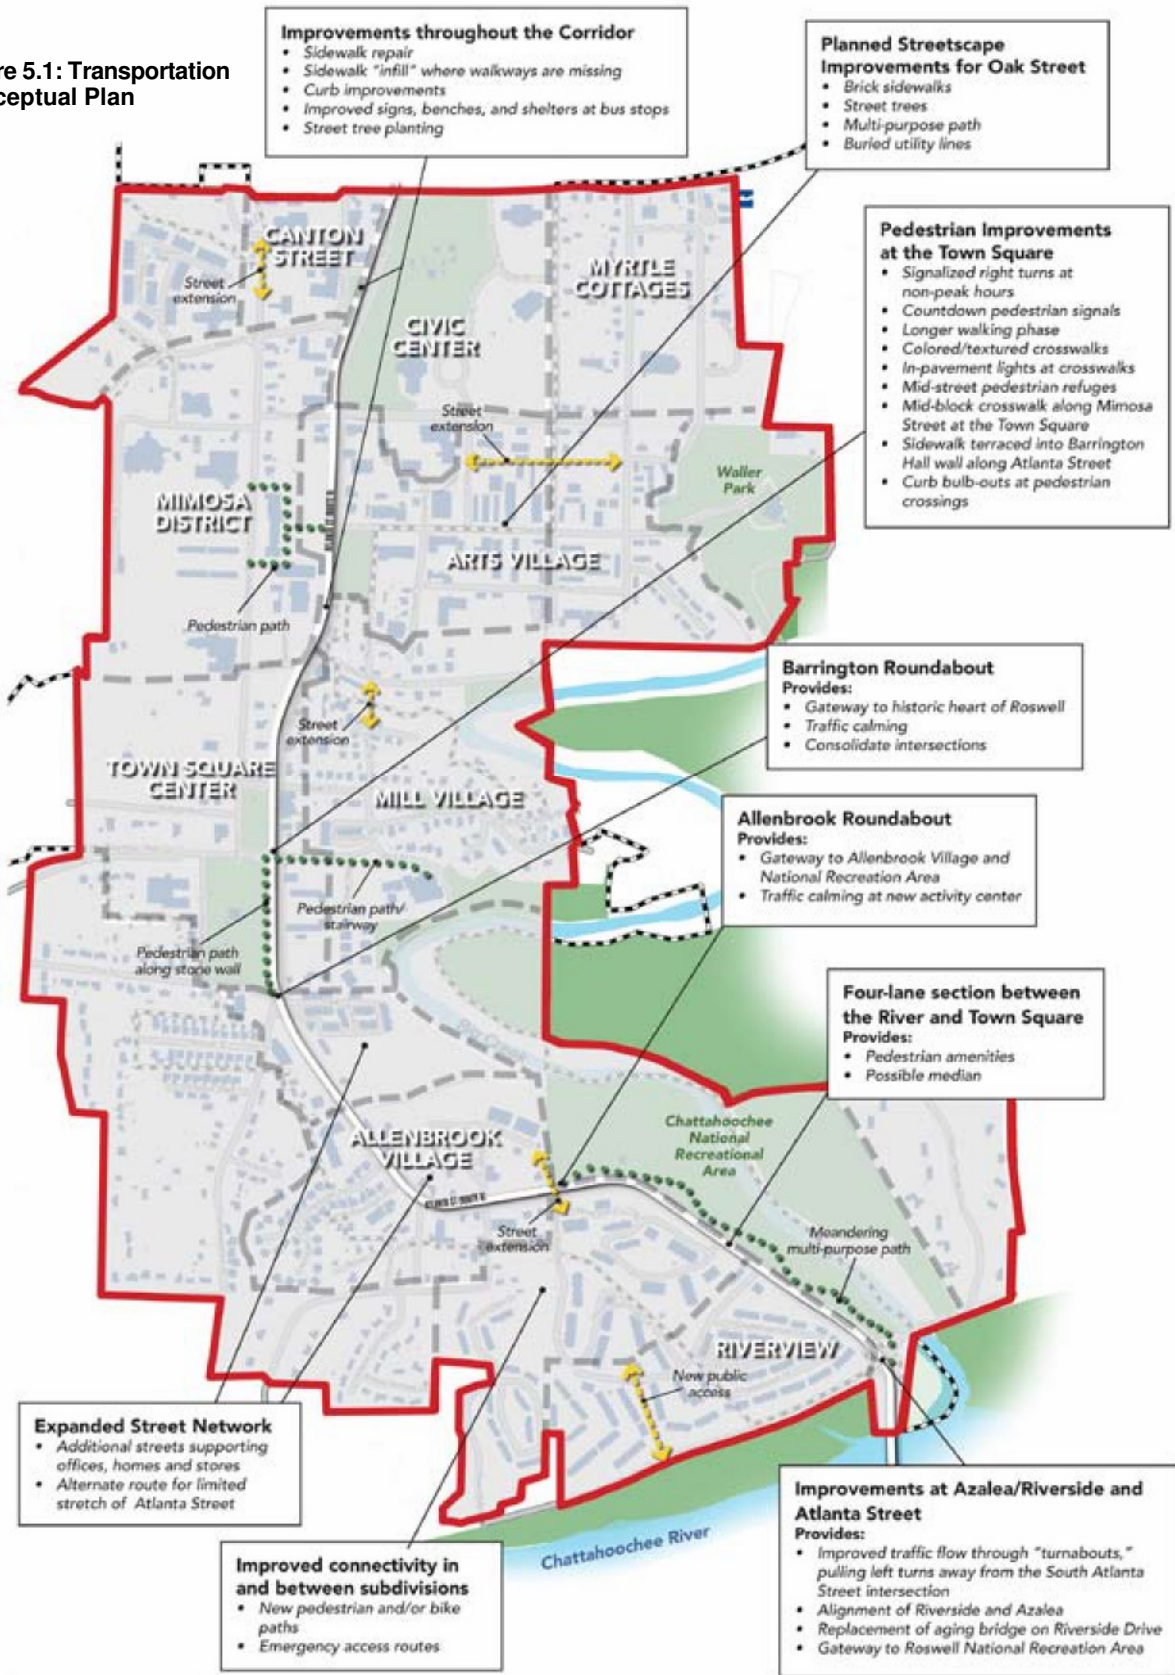 re 5.1: Transportation
ceptual Plan
Improvements throughout the Corridor
• Sidewalk repair
• Sidewalk "infill" where walkways are missing
• Curb improvements
• Improved signs, benches, and shelters at bus stops
• Street tree planting
Planned Streetscape
Improvements for Oak Street
• Brick sidewalks
• Street trees
• Multi-purpose path
• Buried utility lines
Pedestrian Improvements
at the Town Square
• Signalized right turns at
non-peak hours
• Countdown pedestrian signals
• Longer walking phase
• Colored/textured crosswalks
• In-pavement lights at crosswalks
• Mid-street pedestrian refuges
• Mid-block crosswalk along Mimosa
Street at the Town Square
• Sidewalk terraced into Barrington
Hall wall along Atlanta Street
• Curb bulb-outs at pedestrian
crossings
CANTON
STREET
Street
extension
MYRTLE
COTTAGES
CIVIC
CENTER
Street
extension
Waller
Park
MIMOSA
DISTRICT
ARTS VILLAGE
Pedestrian path
Barrington Roundabout
Provides:
• Gateway to historic heart of Roswell
• Traffic calming
• Consolidate intersections
Street
extension
TOWN SQUARE
CENTER
MILL VILLAGE
Allenbrook Roundabout
Provides:
• Gateway to Allenbrook Village and
National Recreation Area
• Traffic calming at new activity center
Pedestrian path/
stairway
Pedestrian path
along stone wall
Four-lane section between
the River and Town Square
Provides:
• Pedestrian amenities
• Possible median
Chattahoochee
National
Recreational
Area
ALLENBROOK
VILLAGE
Street
extension
Meandering
multi-purpose path
RIVERVIEW
New public
access
Expanded Street Network
• Additional streets supporting
offices, homes and stores
• Alternate route for limited
stretch of Atlanta Street
Improvements at Azalea/Riverside and
Atlanta Street
Provides:
• Improved traffic flow through "turnabouts,"
pulling left turns away from the South Atlanta
Street intersection
• Alignment of Riverside and Azalea
• Replacement of aging bridge on Riverside Drive
• Gateway to Roswell National Recreation Area
Chattahoochee River
Improved connectivity in
and between subdivisions
• New pedestrian and/or bike
paths
• Emergency access routes